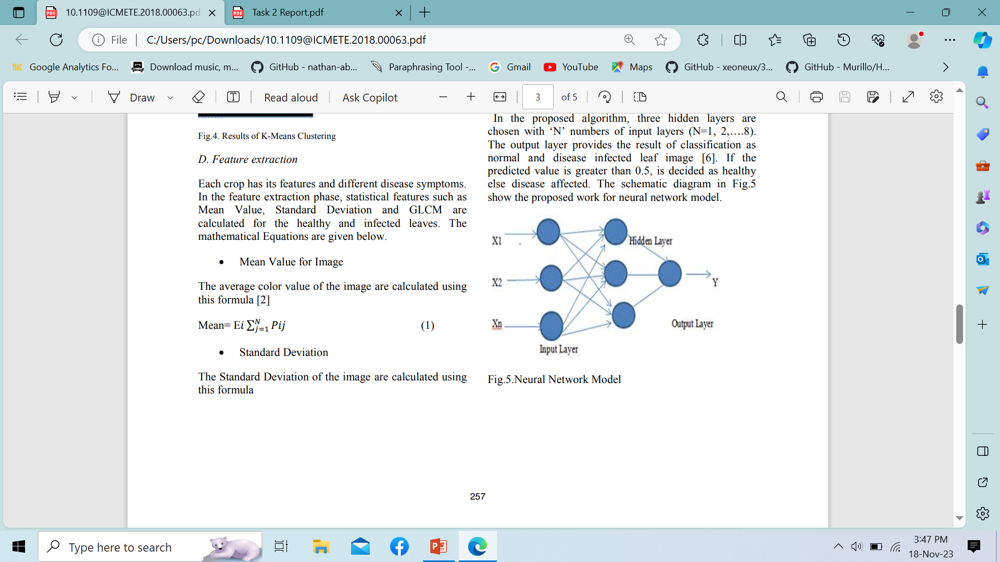 10.1109@ICMETE.2018.00063.pd
Task 2 Report.pdf
File
C:/Users/pc/Downloads/10.1109@ICMETE.2018.00063.pdf
Google Analytics Fo...
Download music, m...
GitHub - nathan-ab...
Paraphrasing Tool -...
Gmail
YouTube
Maps
GitHub - xeoneux/3...
GitHub - Murillo/H...
Draw
Read aloud
Ask Copilot
3
of 5
Fig.4. Results of K-Means Clustering
D. Feature extraction
Each crop has its features and different disease symptoms.
In the feature extraction phase, statistical features such as
Mean Value, Standard Deviation and GLCM are
calculated for the healthy and infected leaves. The
mathematical Equations are given below.
• Mean Value for Image
The average color value of the image are calculated using
this formula [2]
Mean= Ei ∑_{j=1}^{N} Pij (1)
• Standard Deviation
The Standard Deviation of the image are calculated using
this formula
In the proposed algorithm, three hidden layers are
chosen with ‘N’ numbers of input layers (N=1, 2,….8).
The output layer provides the result of classification as
normal and disease infected leaf image [6]. If the
predicted value is greater than 0.5, is decided as healthy
else disease affected. The schematic diagram in Fig.5
show the proposed work for neural network model.
X1
Hidden Layer
X2
Y
Xn
Output Layer
Input Layer
Fig.5.Neural Network Model
257
Type here to search
3:47 PM
18-Nov-23